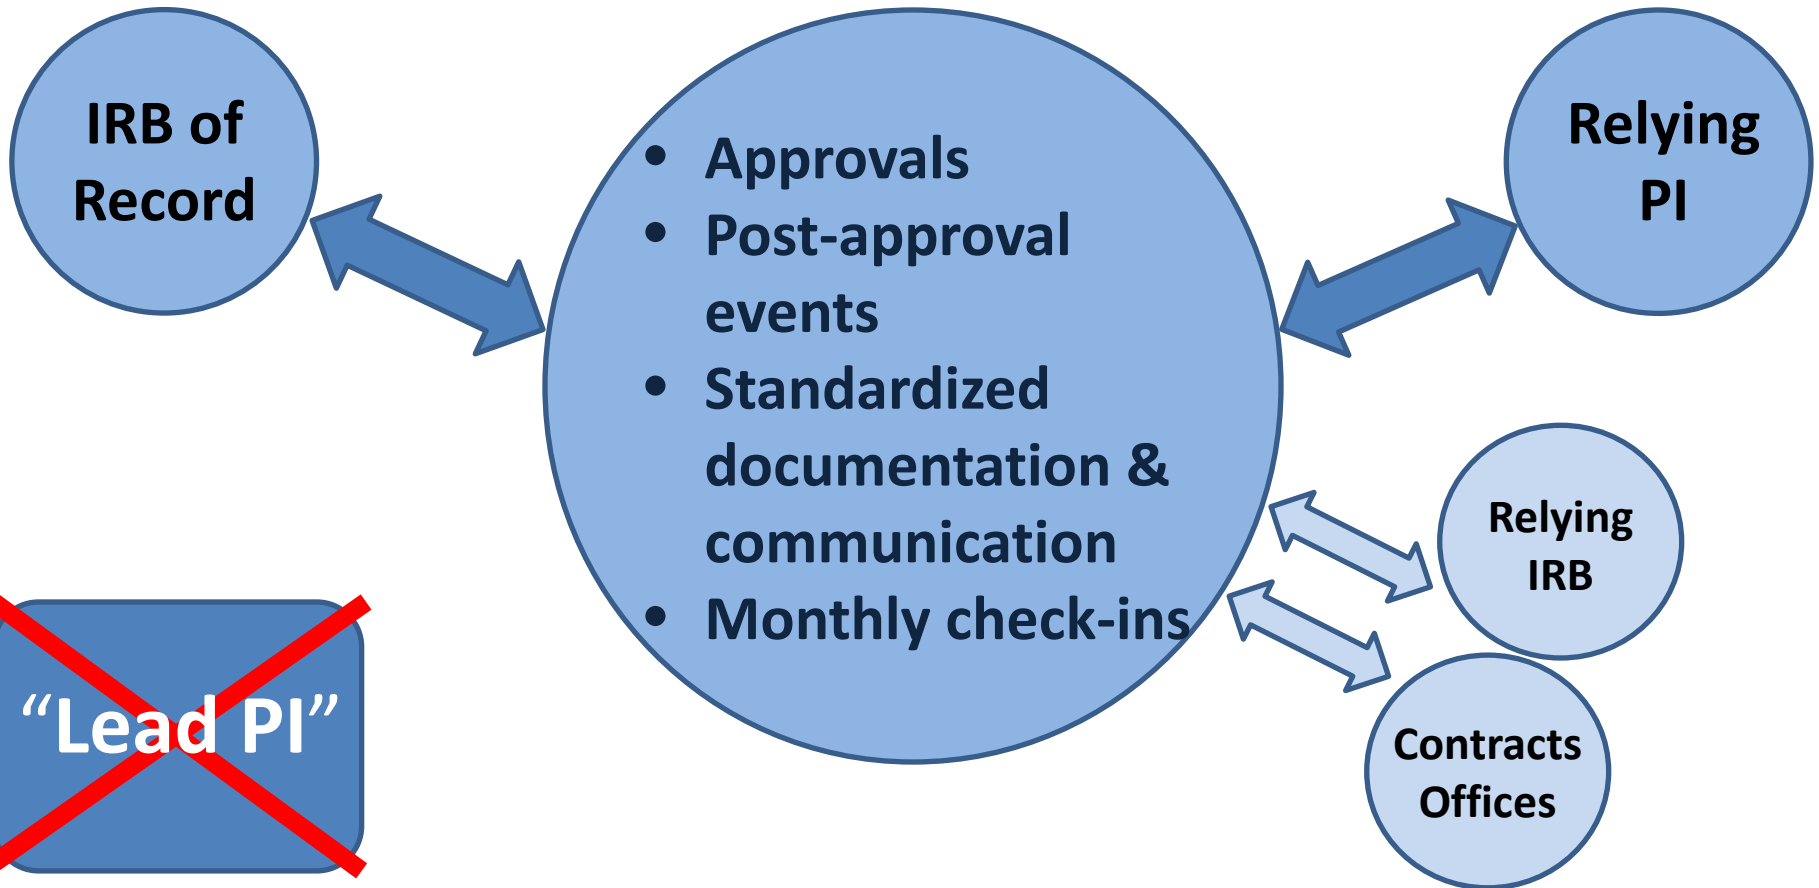 IRB of
Record
• Approvals
• Post-approval
events
• Standardized
documentation &
communication
• Monthly check-ins
Relying
PI
Relying
IRB
Contracts
Offices
“Lead PI”